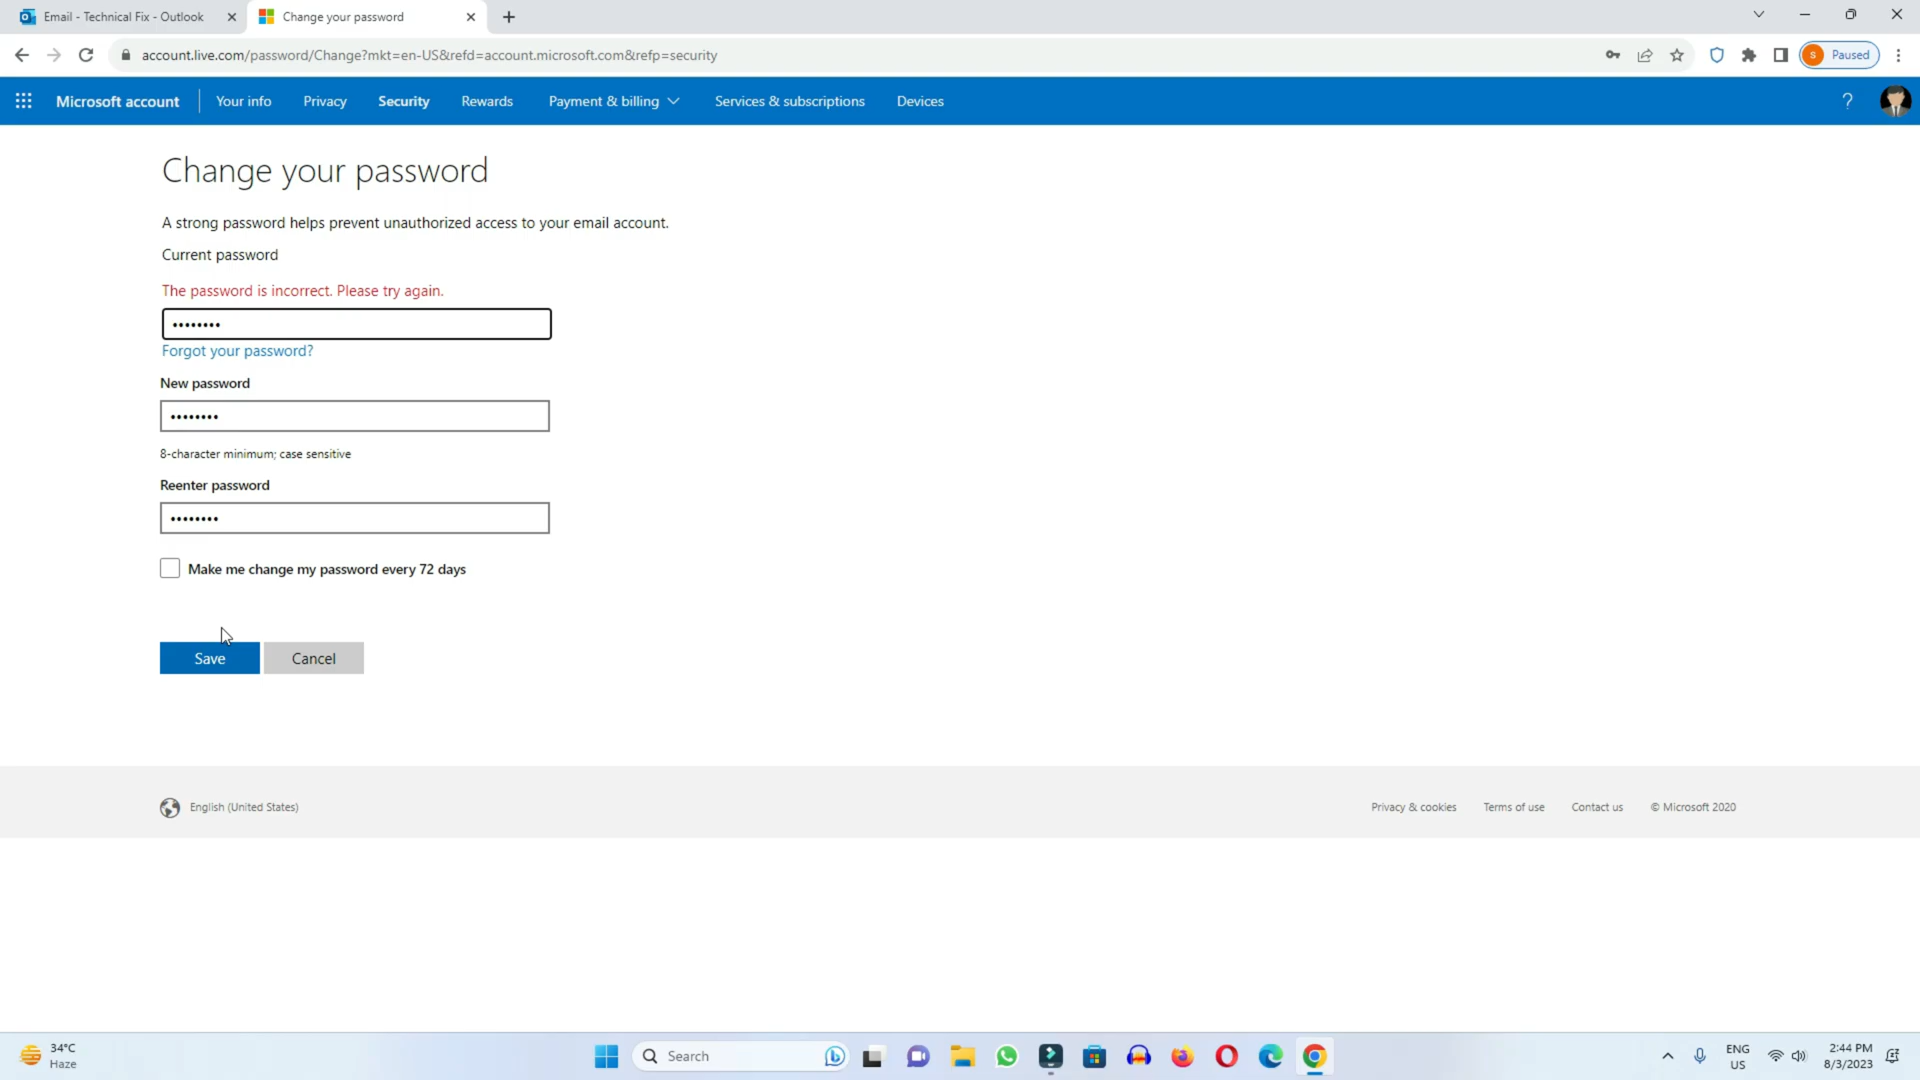 Email - Technical Fix - Outlook
Change your password
account.live.com/password/Change?mkt=en-US&refd=account.microsoft.com&refp=security
S Paused
Microsoft account
Your info
Privacy
Security
Rewards
Payment & billing
Services & subscriptions
Devices
?
Change your password
A strong password helps prevent unauthorized access to your email account.
Current password
The password is incorrect. Please try again.
••••••••
Forgot your password?
New password
••••••••
8-character minimum; case sensitive
Reenter password
••••••••
Make me change my password every 72 days
Save
Cancel
English (United States)
Privacy & cookies
Terms of use
Contact us
© Microsoft 2020
34°C
Haze
Search
ENG
US
2:44 PM
8/3/2023